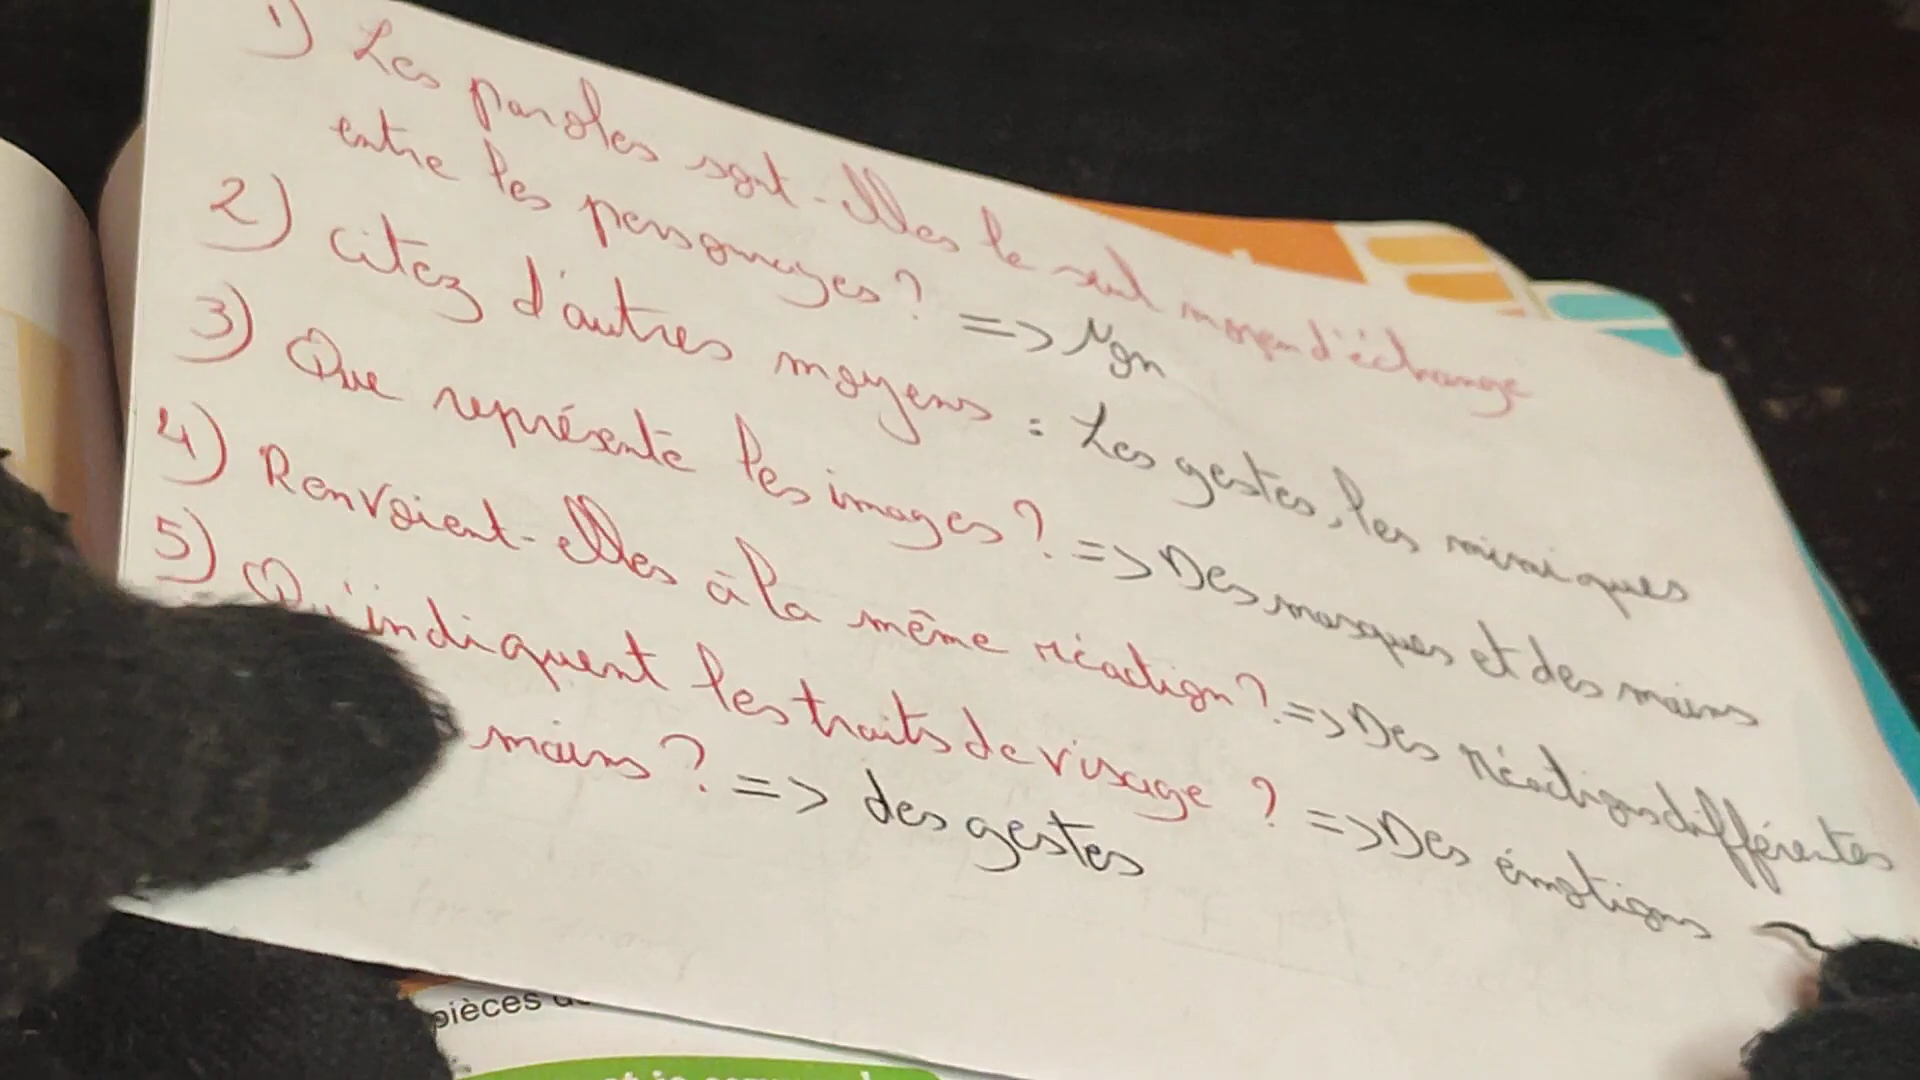 1) Les paroles sont-elles le seul moyen d'échange
entre les personnages ? => Non
2) Citez d'autres moyens : Les gestes, les mimiques
3) Que représente les images ? => Des masques et des mains
4) Renvoient-elles à la même réaction ? => Des réactions différentes
5) Qu'indiquent les traits de visage ? => Des émotions
mains ? => des gestes
pièces